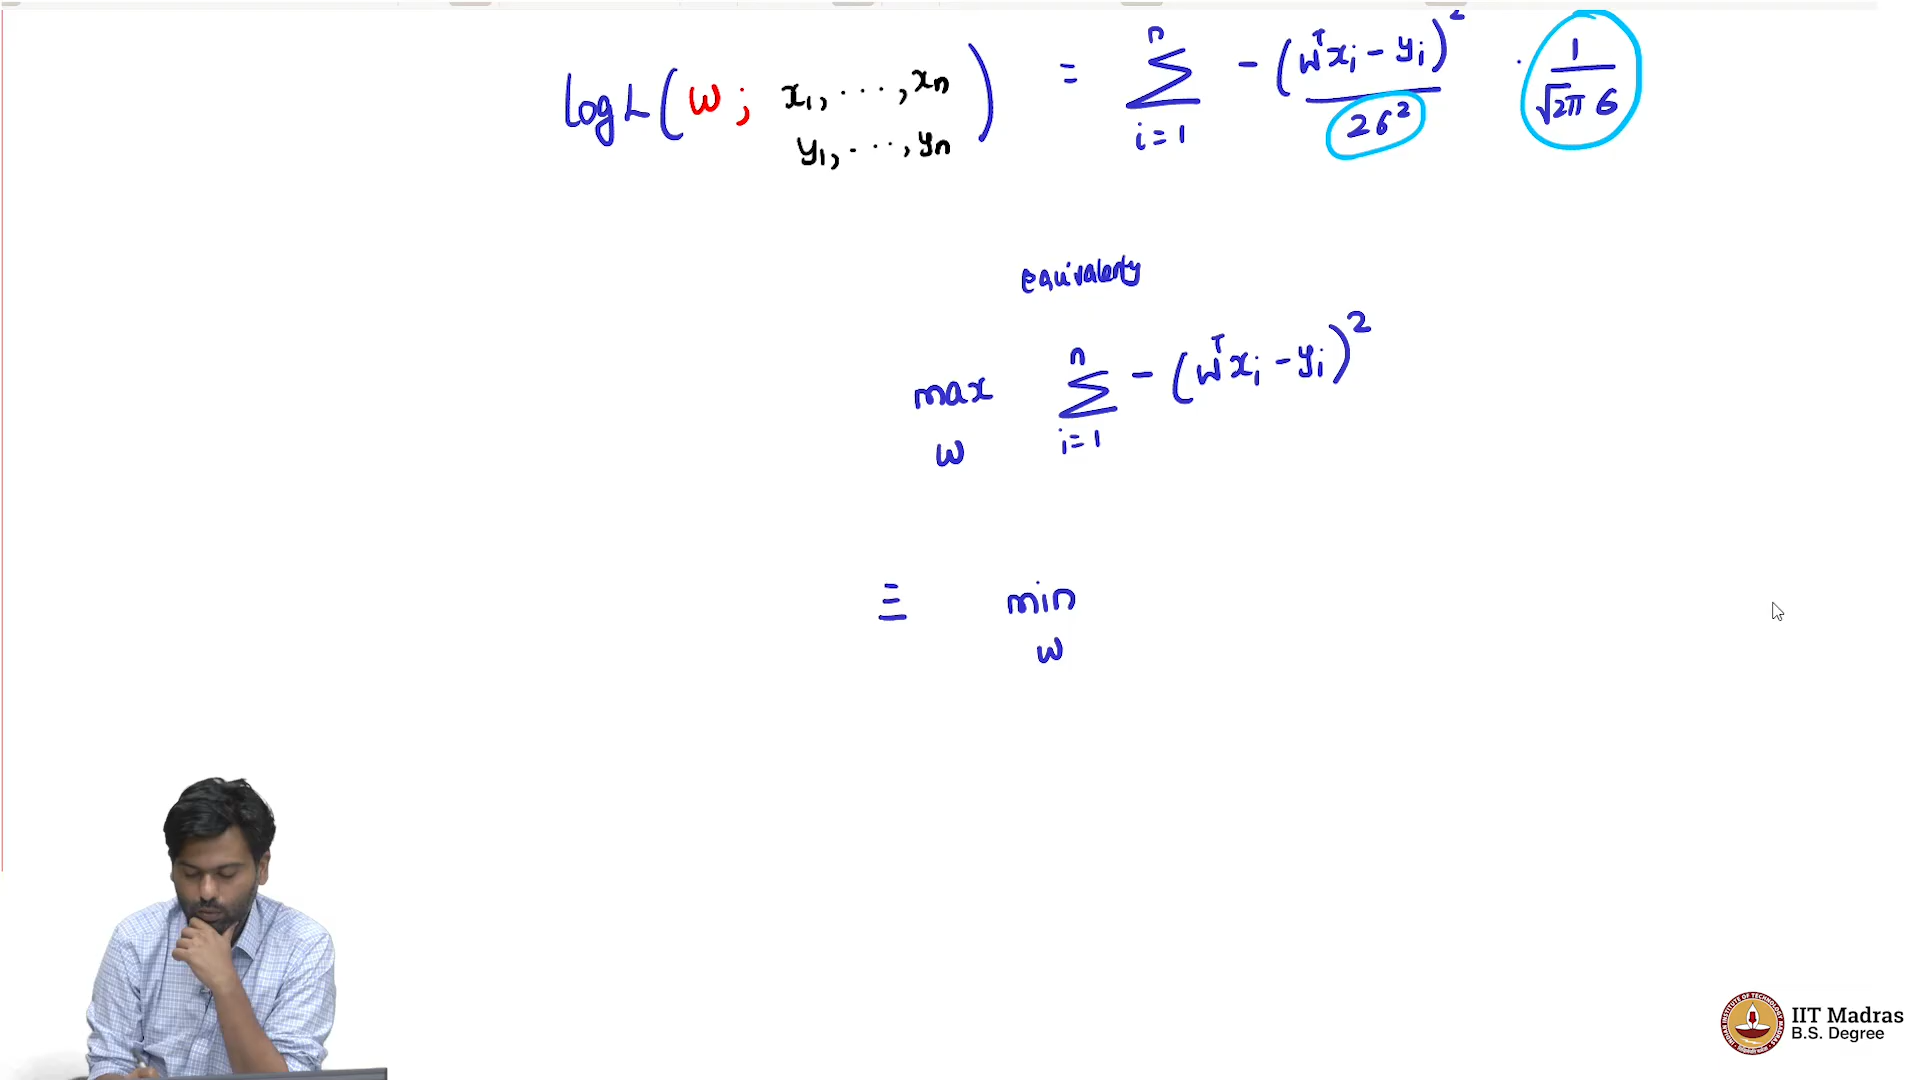 log L ( w ; x₁, ····, xₙ = n Σ i=1 − (wᵀxᵢ − yᵢ)² / 2σ² · 1 / √2π σ
y₁, ····, yₙ )
equivalently
max w n Σ i=1 − (wᵀxᵢ − yᵢ)²
≡ min w
IIT Madras
B.S. Degree